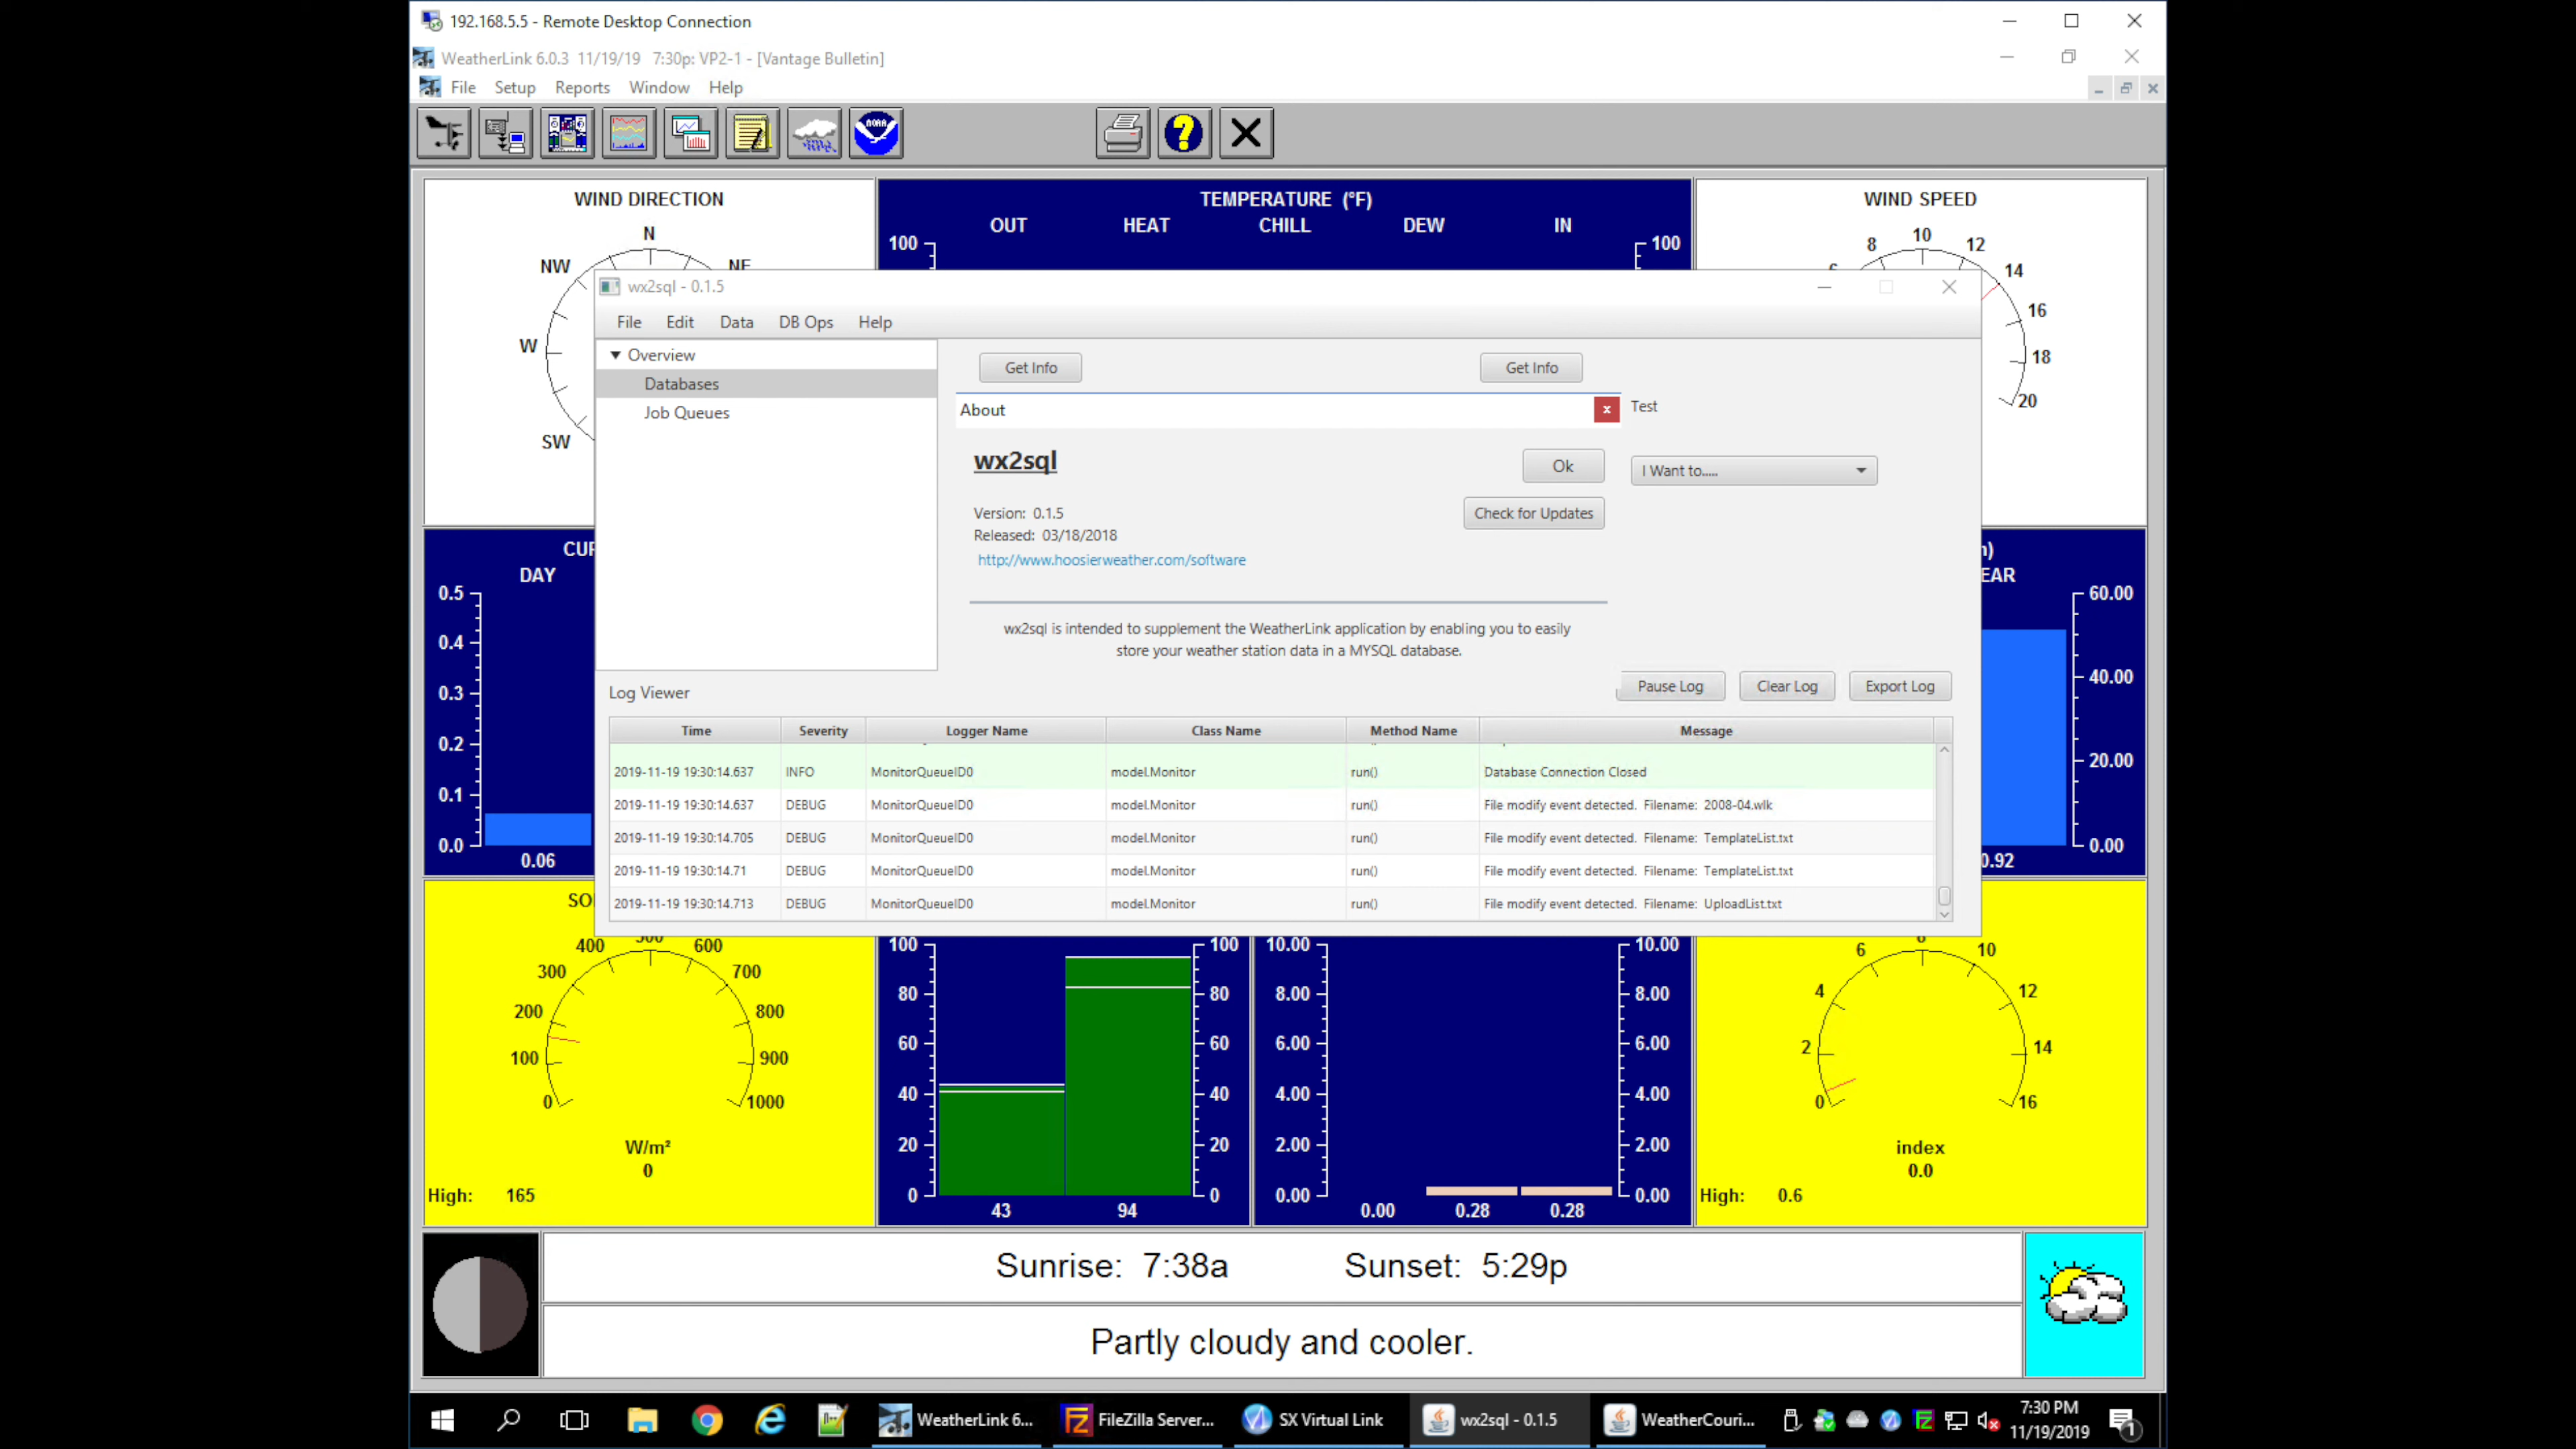 192.168.5.5 - Remote Desktop Connection
WeatherLink 6.0.3 11/19/19 7:30p: VP2-1 - [Vantage Bulletin]
File Setup Reports Window Help
NOAA
WIND DIRECTION
N
NW NE
W
SW
TEMPERATURE (°F)
OUT HEAT CHILL DEW IN
100 100
WIND SPEED
8 10 12
14
16
18
20
wx2sql - 0.1.5
File Edit Data DB Ops Help
Overview
Databases
Job Queues
Get Info Get Info
About x Test
wx2sql
Ok
I Want to.....
Version: 0.1.5
Check for Updates
Released: 03/18/2018
http://www.hoosierweather.com/software
wx2sql is intended to supplement the WeatherLink application by enabling you to easily
store your weather station data in a MYSQL database.
Log Viewer
Pause Log Clear Log Export Log
Time Severity Logger Name Class Name Method Name Message
2019-11-19 19:30:14.637 INFO MonitorQueueID0 model.Monitor run() Database Connection Closed
2019-11-19 19:30:14.637 DEBUG MonitorQueueID0 model.Monitor run() File modify event detected. Filename: 2008-04.wlk
2019-11-19 19:30:14.705 DEBUG MonitorQueueID0 model.Monitor run() File modify event detected. Filename: TemplateList.txt
2019-11-19 19:30:14.71 DEBUG MonitorQueueID0 model.Monitor run() File modify event detected. Filename: TemplateList.txt
2019-11-19 19:30:14.713 DEBUG MonitorQueueID0 model.Monitor run() File modify event detected. Filename: UploadList.txt
DAY
0.5
0.4
0.3
0.2
0.1
0.0
0.06
EAR
60.00
40.00
20.00
0.00
0.92
400 500 600
300 700
200 800
100 900
0 1000
W/m²
0
High: 165
100 100
80 80
60 60
40 40
20 20
0 0
43 94
10.00 10.00
8.00 8.00
6.00 6.00
4.00 4.00
2.00 2.00
0.00 0.00
0.00 0.28 0.28
6 8 10
4 12
2 14
0 16
index
0.0
High: 0.6
Sunrise: 7:38a Sunset: 5:29p
Partly cloudy and cooler.
WeatherLink 6... FileZilla Server... SX Virtual Link wx2sql - 0.1.5 WeatherCouri...
7:30 PM
11/19/2019
1